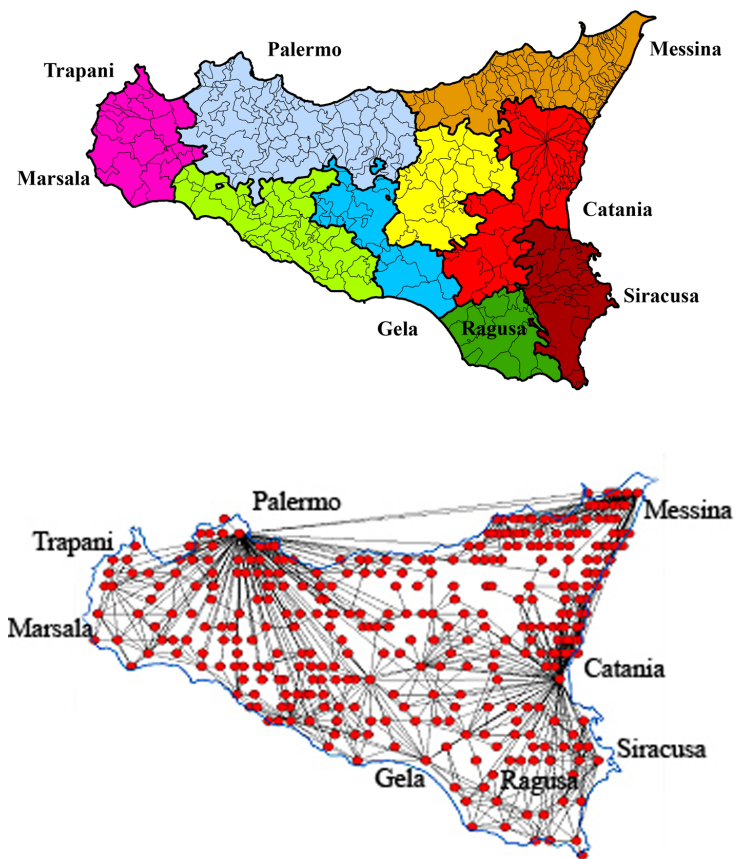 Palermo
Messina
Trapani
Marsala
Catania
Siracusa
Gela
Ragusa
Palermo
Messina
Trapani
Marsala
Catania
Siracusa
Gela
Ragusa